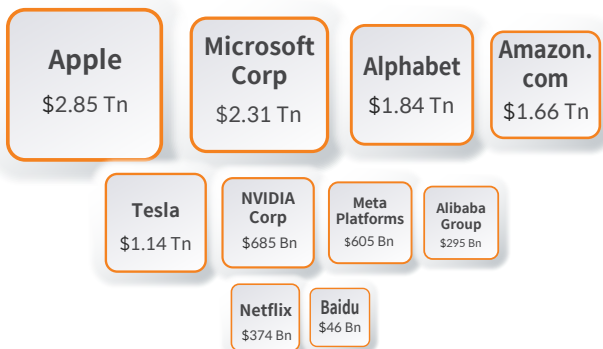 Apple
$2.85 Tn
Microsoft
Corp
$2.31 Tn
Alphabet
$1.84 Tn
Amazon.
com
$1.66 Tn
Tesla
$1.14 Tn
NVIDIA
Corp
$685 Bn
Meta
Platforms
$605 Bn
Alibaba
Group
$295 Bn
Netflix
$374 Bn
Baidu
$46 Bn